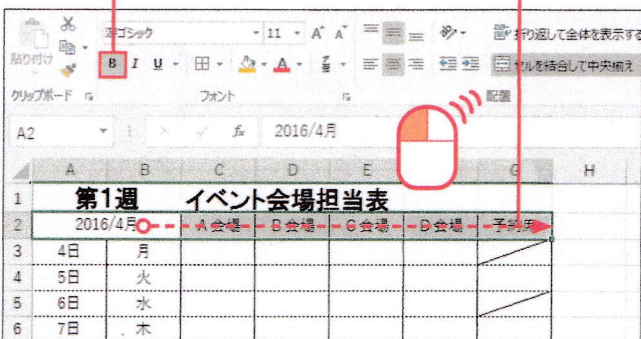 游ゴシック 11 A A 折り返して全体を表示する
貼り付け B I U A セルを結合して中央揃え
クリップボード フォント 配置
A2 fx 2016/4月
A B C D E G H
1 第1週 イベント会場担当表
2 2016/4月 A会場 B会場 C会場 D会場 予約席
3 4日 月
4 5日 火
5 6日 水
6 7日 木